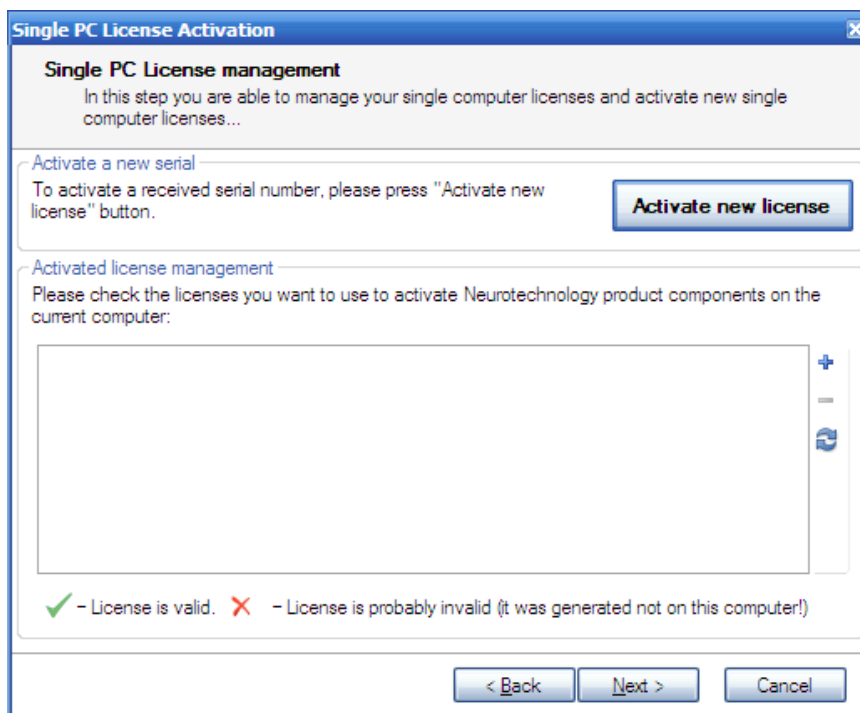 Single PC License Activation
Single PC License management
In this step you are able to manage your single computer licenses and activate new single
computer licenses...
Activate a new serial
To activate a received serial number, please press "Activate new
license" button.
Activate new license
Activated license management
Please check the licenses you want to use to activate Neurotechnology product components on the
current computer:
– License is valid. – License is probably invalid (it was generated not on this computer!)
< Back Next > Cancel